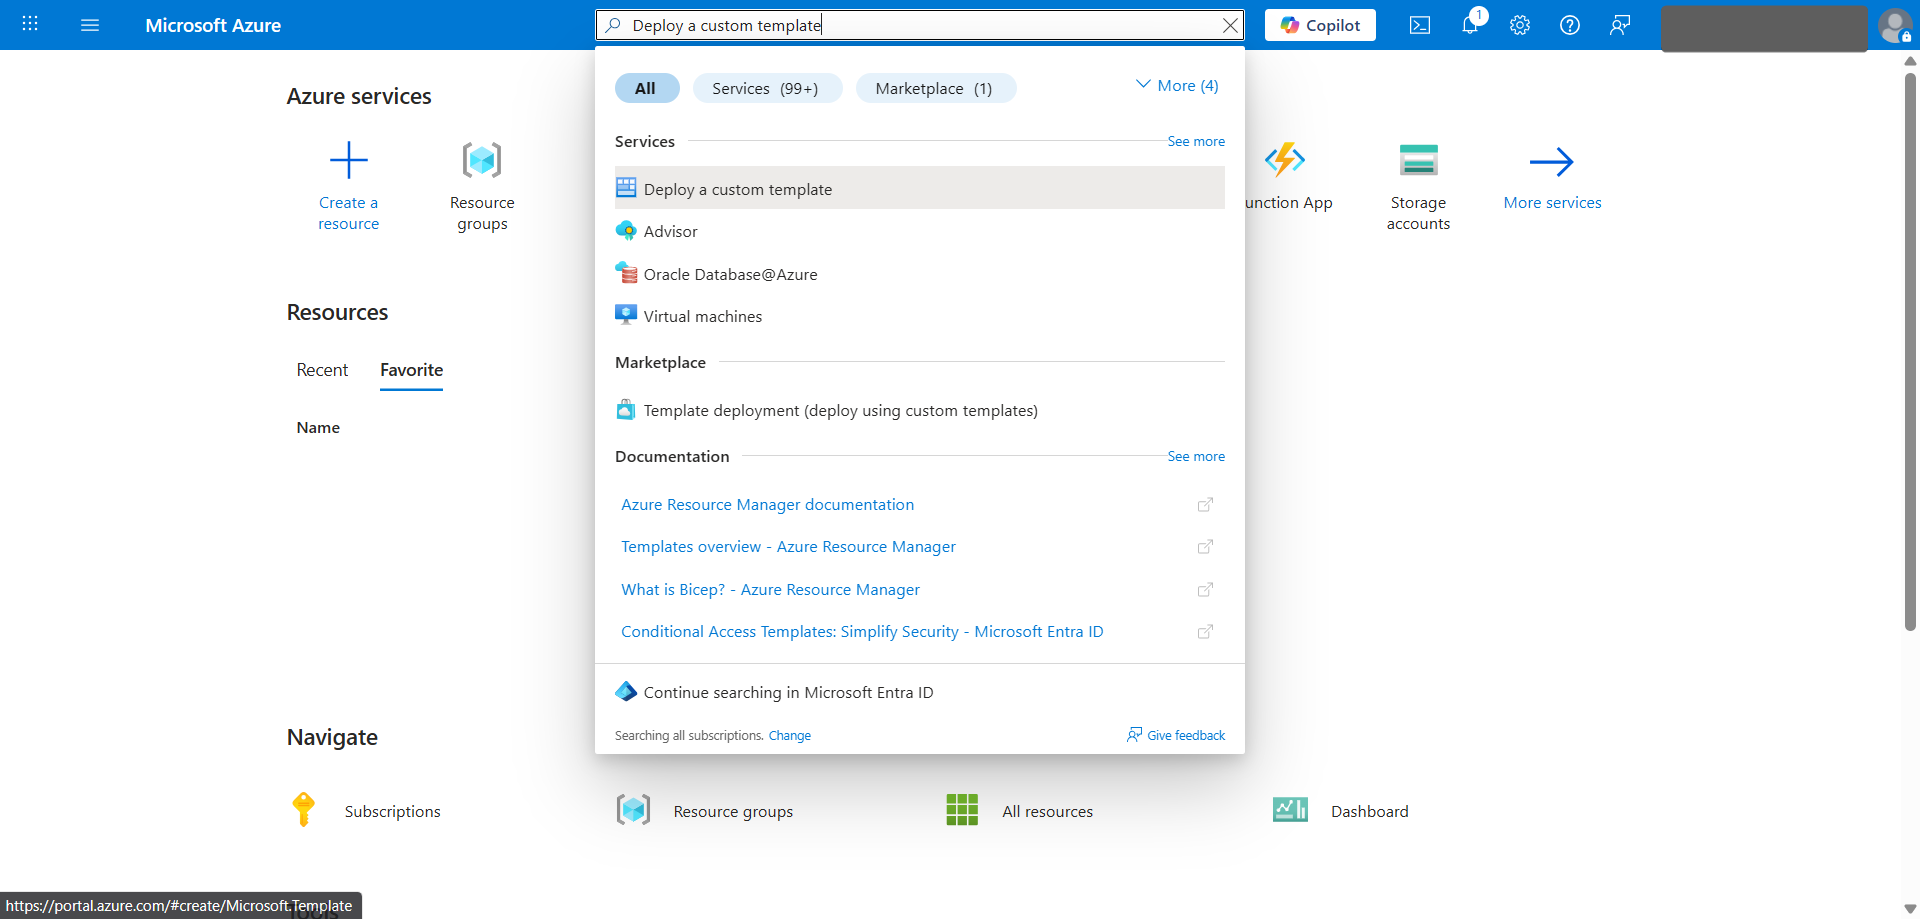 Microsoft Azure
Deploy a custom template
Copilot
1
All
Services (99+)
Marketplace (1)
More (4)
Azure services
Create a
resource
Resource
groups
unction App
Storage
accounts
More services
Services
See more
Deploy a custom template
Advisor
Oracle Database@Azure
Virtual machines
Marketplace
Template deployment (deploy using custom templates)
Documentation
See more
Azure Resource Manager documentation
Templates overview - Azure Resource Manager
What is Bicep? - Azure Resource Manager
Conditional Access Templates: Simplify Security - Microsoft Entra ID
Continue searching in Microsoft Entra ID
Searching all subscriptions. Change
Give feedback
Resources
Recent
Favorite
Name
Navigate
Subscriptions
Resource groups
All resources
Dashboard
Tools
https://portal.azure.com/#create/Microsoft.Template